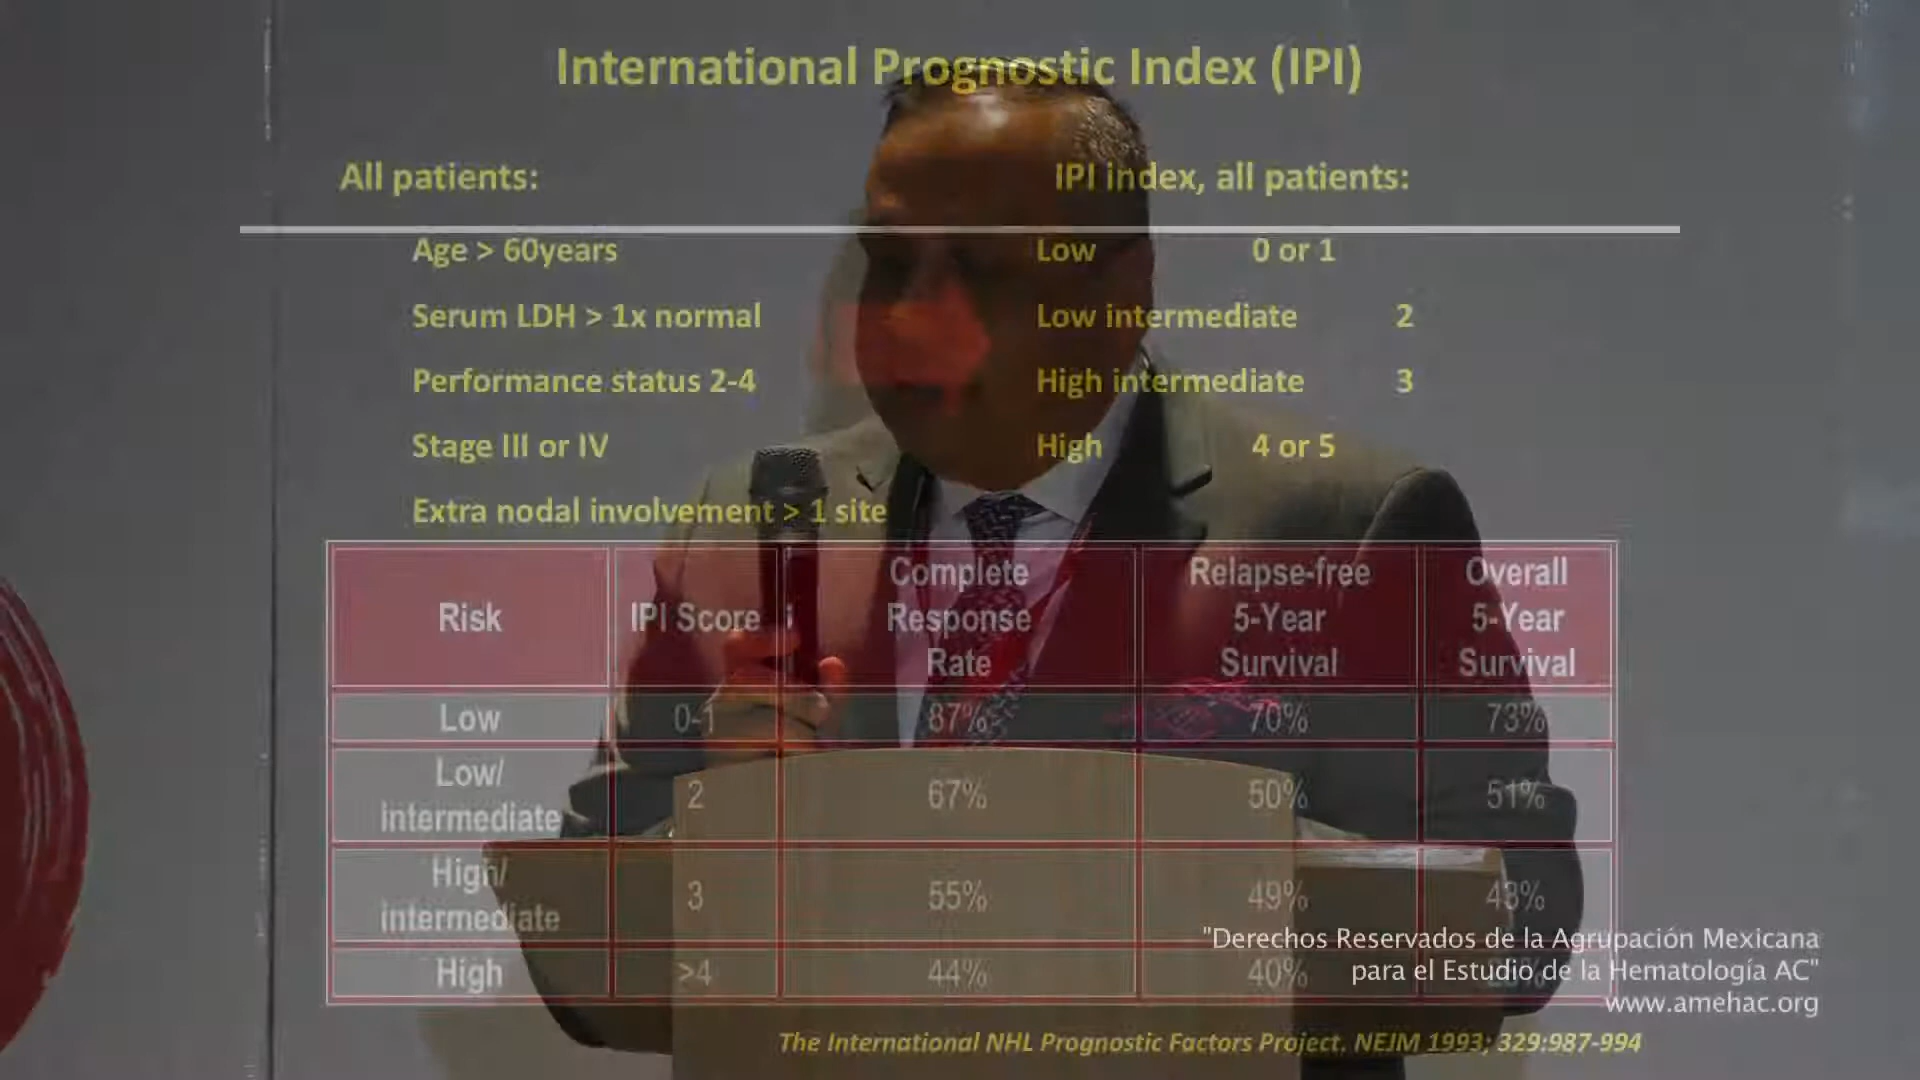 International Prognostic Index (IPI)
All patients:
IPI index, all patients:
Age > 60years
Low 0 or 1
Serum LDH > 1x normal
Low intermediate 2
Performance status 2-4
High intermediate 3
Stage III or IV
High 4 or 5
Extra nodal involvement > 1 site
Risk
IPI Score
Complete
Response
Rate
Relapse-free
5-Year
Survival
Overall
5-Year
Survival
Low 0-1 87% 70% 73%
Low/
intermediate
2 67% 50% 51%
High/
intermediate
3 55% 49% 43%
High >4 44% 40%
"Derechos Reservados de la Agrupación Mexicana
para el Estudio de la Hematología AC"
www.amehac.org
The International NHL Prognostic Factors Project. NEJM 1993; 329:987-994